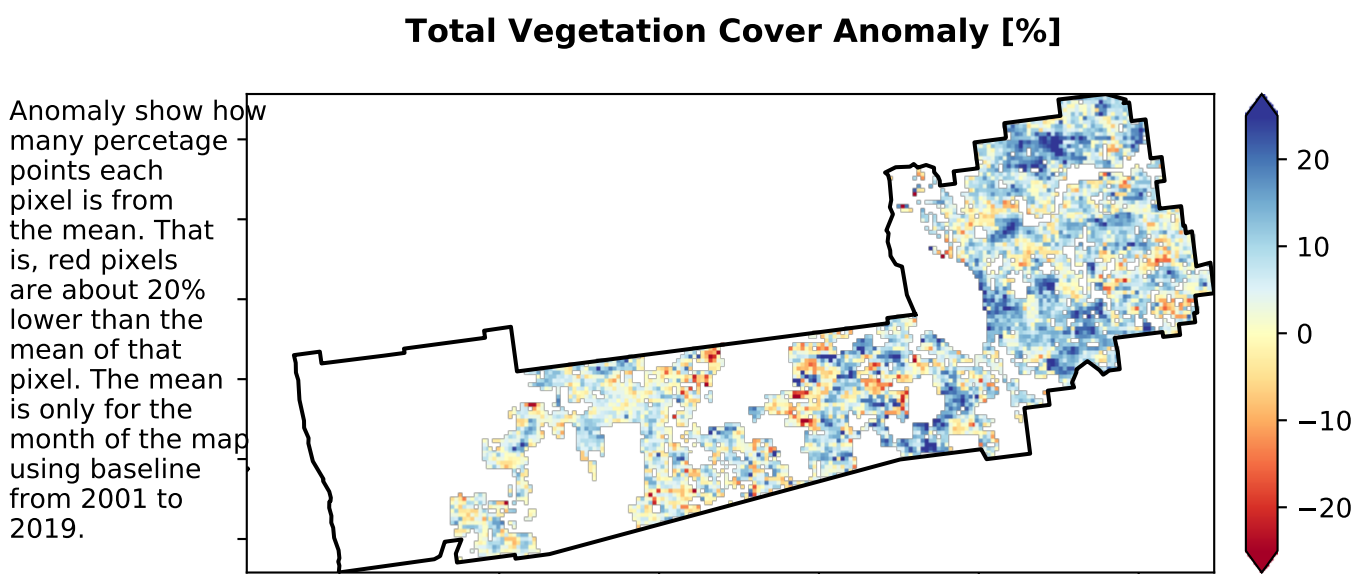 Total Vegetation Cover Anomaly [%]
Anomaly show how
many percetage
points each
pixel is from
the mean. That
is, red pixels
are about 20%
lower than the
mean of that
pixel. The mean
is only for the
month of the map
using baseline
from 2001 to
2019.
20
10
0
−10
−20